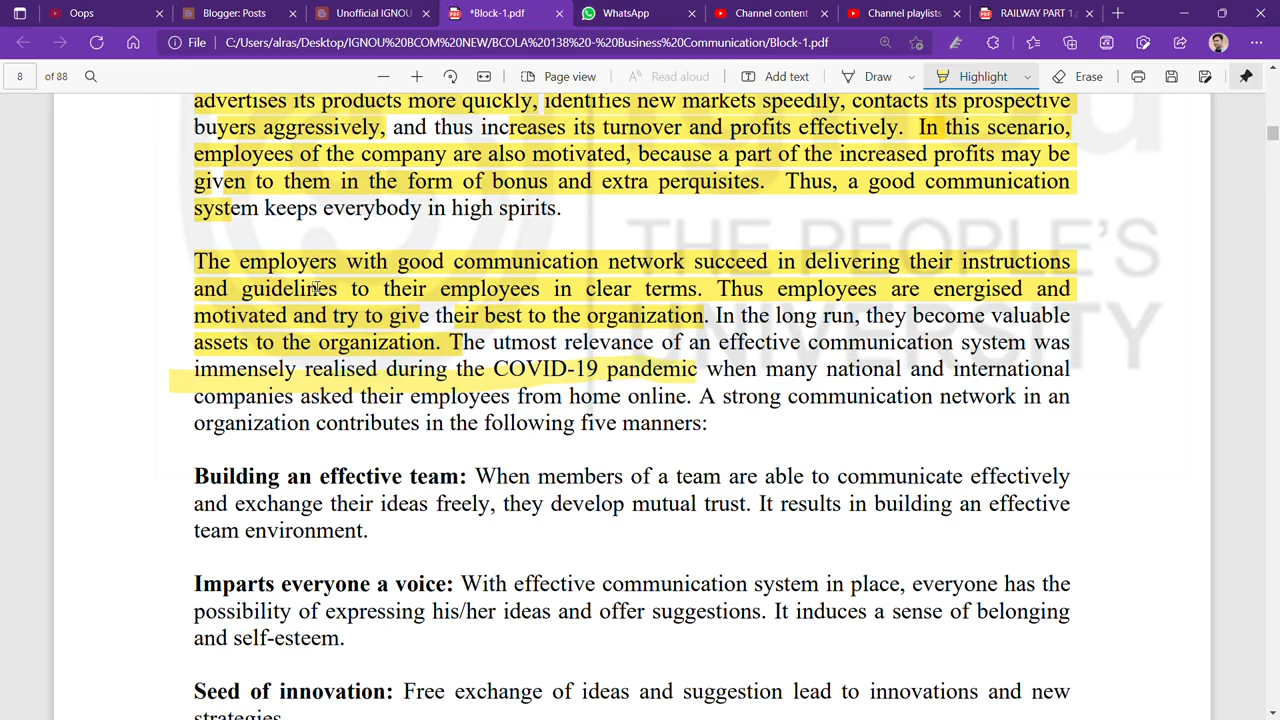 Oops
Blogger: Posts
Unofficial IGNOU
*Block-1.pdf
WhatsApp
Channel content
Channel playlists
RAILWAY PART 1.
File
C:/Users/alras/Desktop/IGNOU%20BCOM%20NEW/BCOLA%20138%20-%20Business%20Communication/Block-1.pdf
8 of 88
Page view
Read aloud
Add text
Draw
Highlight
Erase
advertises its products more quickly, identifies new markets speedily, contacts its prospective
buyers aggressively, and thus increases its turnover and profits effectively. In this scenario,
employees of the company are also motivated, because a part of the increased profits may be
given to them in the form of bonus and extra perquisites. Thus, a good communication
system keeps everybody in high spirits.
THE PEOPLE'S
UNIVERSITY
The employers with good communication network succeed in delivering their instructions
and guidelines to their employees in clear terms. Thus employees are energised and
motivated and try to give their best to the organization. In the long run, they become valuable
assets to the organization. The utmost relevance of an effective communication system was
immensely realised during the COVID-19 pandemic when many national and international
companies asked their employees from home online. A strong communication network in an
organization contributes in the following five manners:
Building an effective team: When members of a team are able to communicate effectively
and exchange their ideas freely, they develop mutual trust. It results in building an effective
team environment.
Imparts everyone a voice: With effective communication system in place, everyone has the
possibility of expressing his/her ideas and offer suggestions. It induces a sense of belonging
and self-esteem.
Seed of innovation: Free exchange of ideas and suggestion lead to innovations and new
strategies.